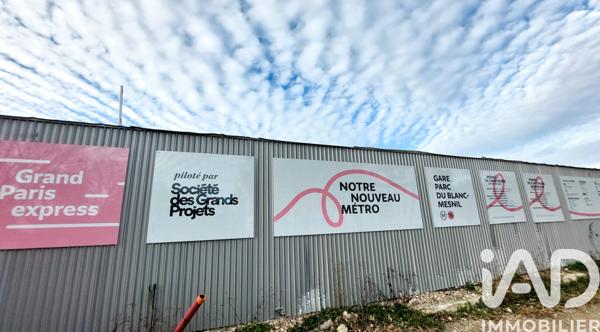 Grand
Paris
express
piloté par
Société
des Grands
Projets
NOTRE
NOUVEAU
MÉTRO
GARE
PARC
DU BLANC-
MESNIL
M 16
iad
IMMOBILIER